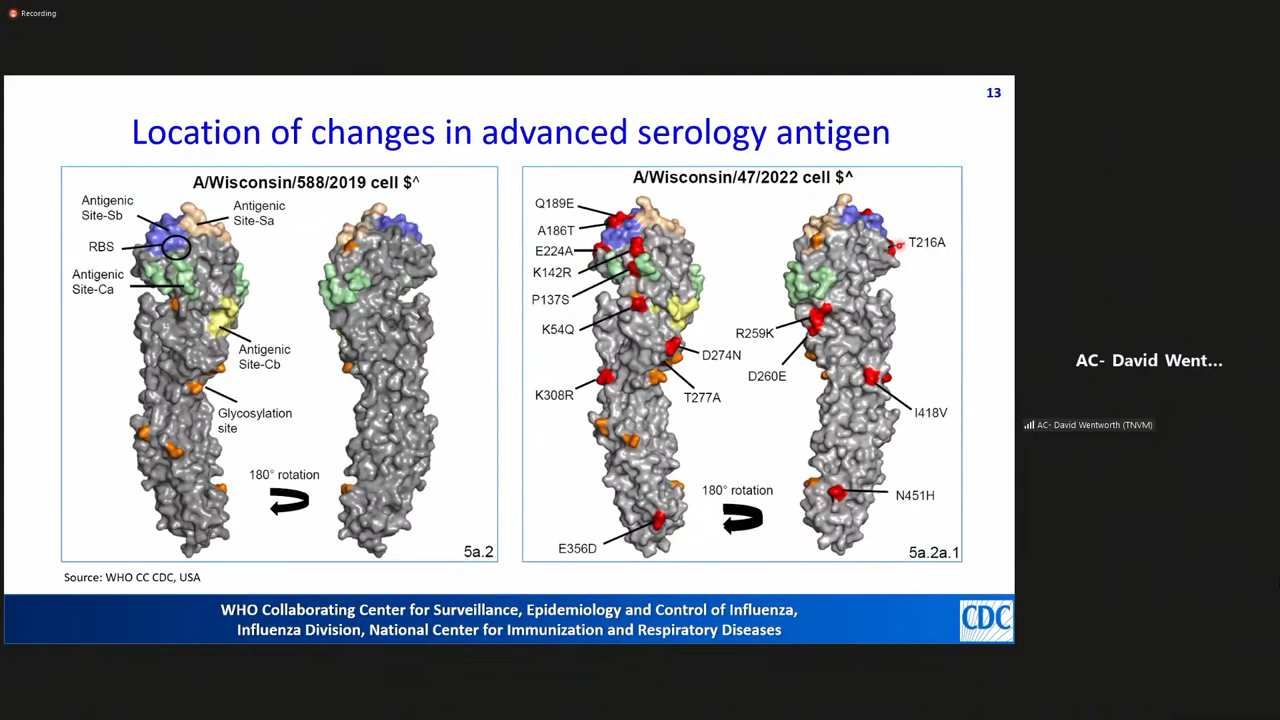 Recording
13
Location of changes in advanced serology antigen
A/Wisconsin/588/2019 cell $^
Antigenic
Site-Sb
Antigenic
Site-Sa
RBS
Antigenic
Site-Ca
Antigenic
Site-Cb
Glycosylation
site
180° rotation
5a.2
A/Wisconsin/47/2022 cell $^
Q189E
A186T
E224A
K142R
P137S
K54Q
D274N
K308R
T277A
E356D
180° rotation
T216A
R259K
D260E
I418V
N451H
5a.2a.1
Source: WHO CC CDC, USA
WHO Collaborating Center for Surveillance, Epidemiology and Control of Influenza,
Influenza Division, National Center for Immunization and Respiratory Diseases
CDC
AC- David Went...
AC- David Wentworth (TNVM)